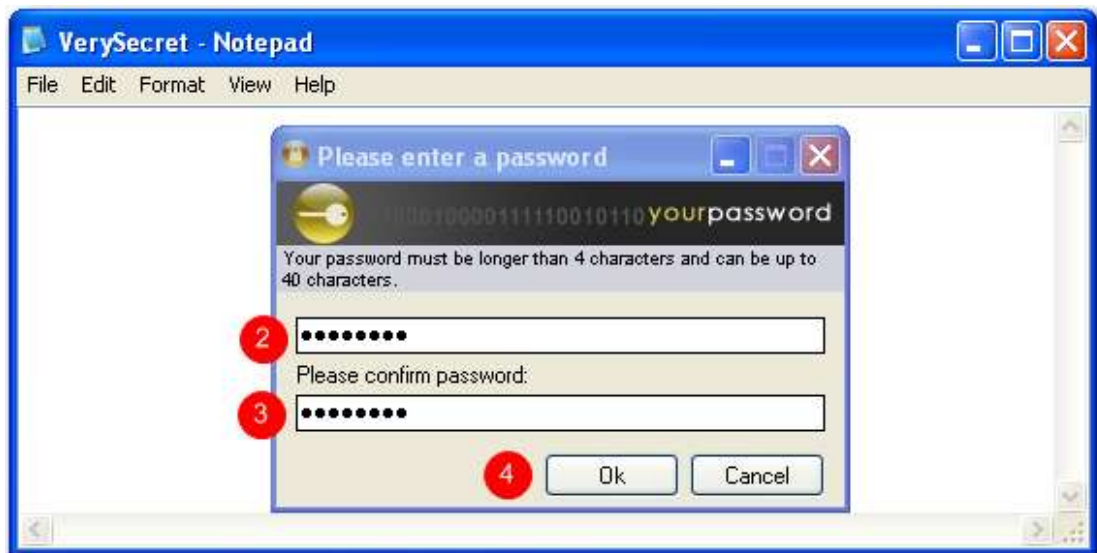 VerySecret - Notepad
File Edit Format View Help
Please enter a password
yourpassword
Your password must be longer than 4 characters and can be up to
40 characters.
2 ●●●●●●●●
Please confirm password:
3 ●●●●●●●●
4 Ok Cancel